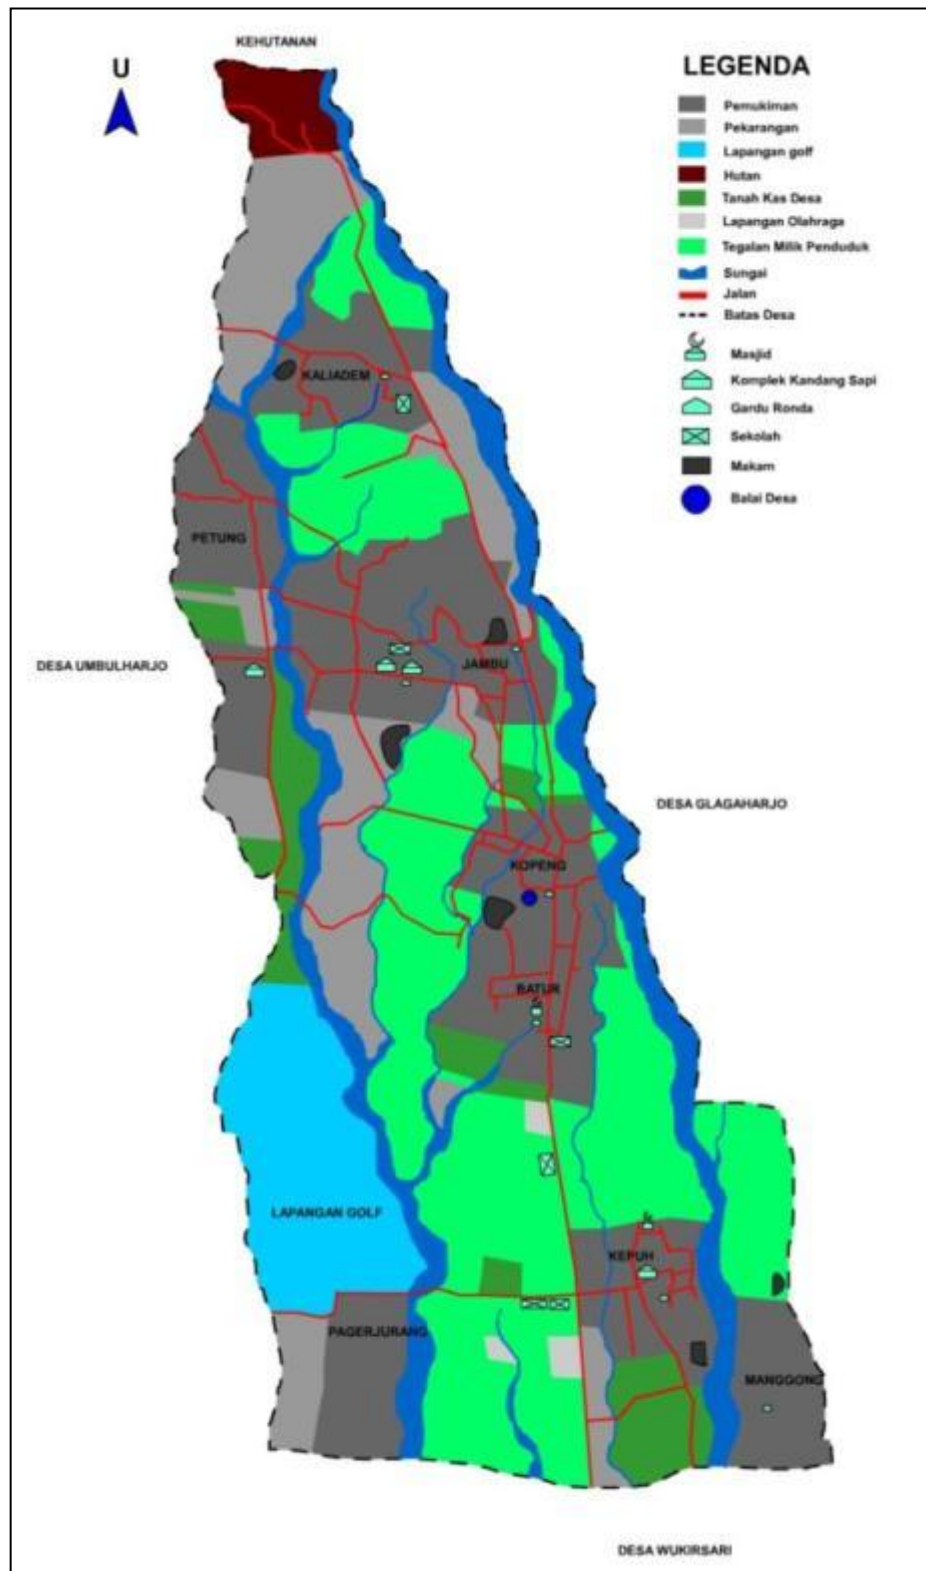 KEHUTANAN
U
LEGENDA
Pemukiman
Pekarangan
Lapangan golf
Hutan
Tanah Kas Desa
Lapangan Olahraga
Tegalan Milik Penduduk
Sungai
Jalan
Batas Desa
Masjid
Komplek Kandang Sapi
Gardu Ronda
Sekolah
Makam
Balai Desa
KALIADEM
PETUNG
DESA UMBULHARJO
JAMBU
DESA GLAGAHARJO
KOPENG
BATUR
LAPANGAN GOLF
KEPUH
PAGERJURANG
MANGGONG
DESA WUKIRSARI